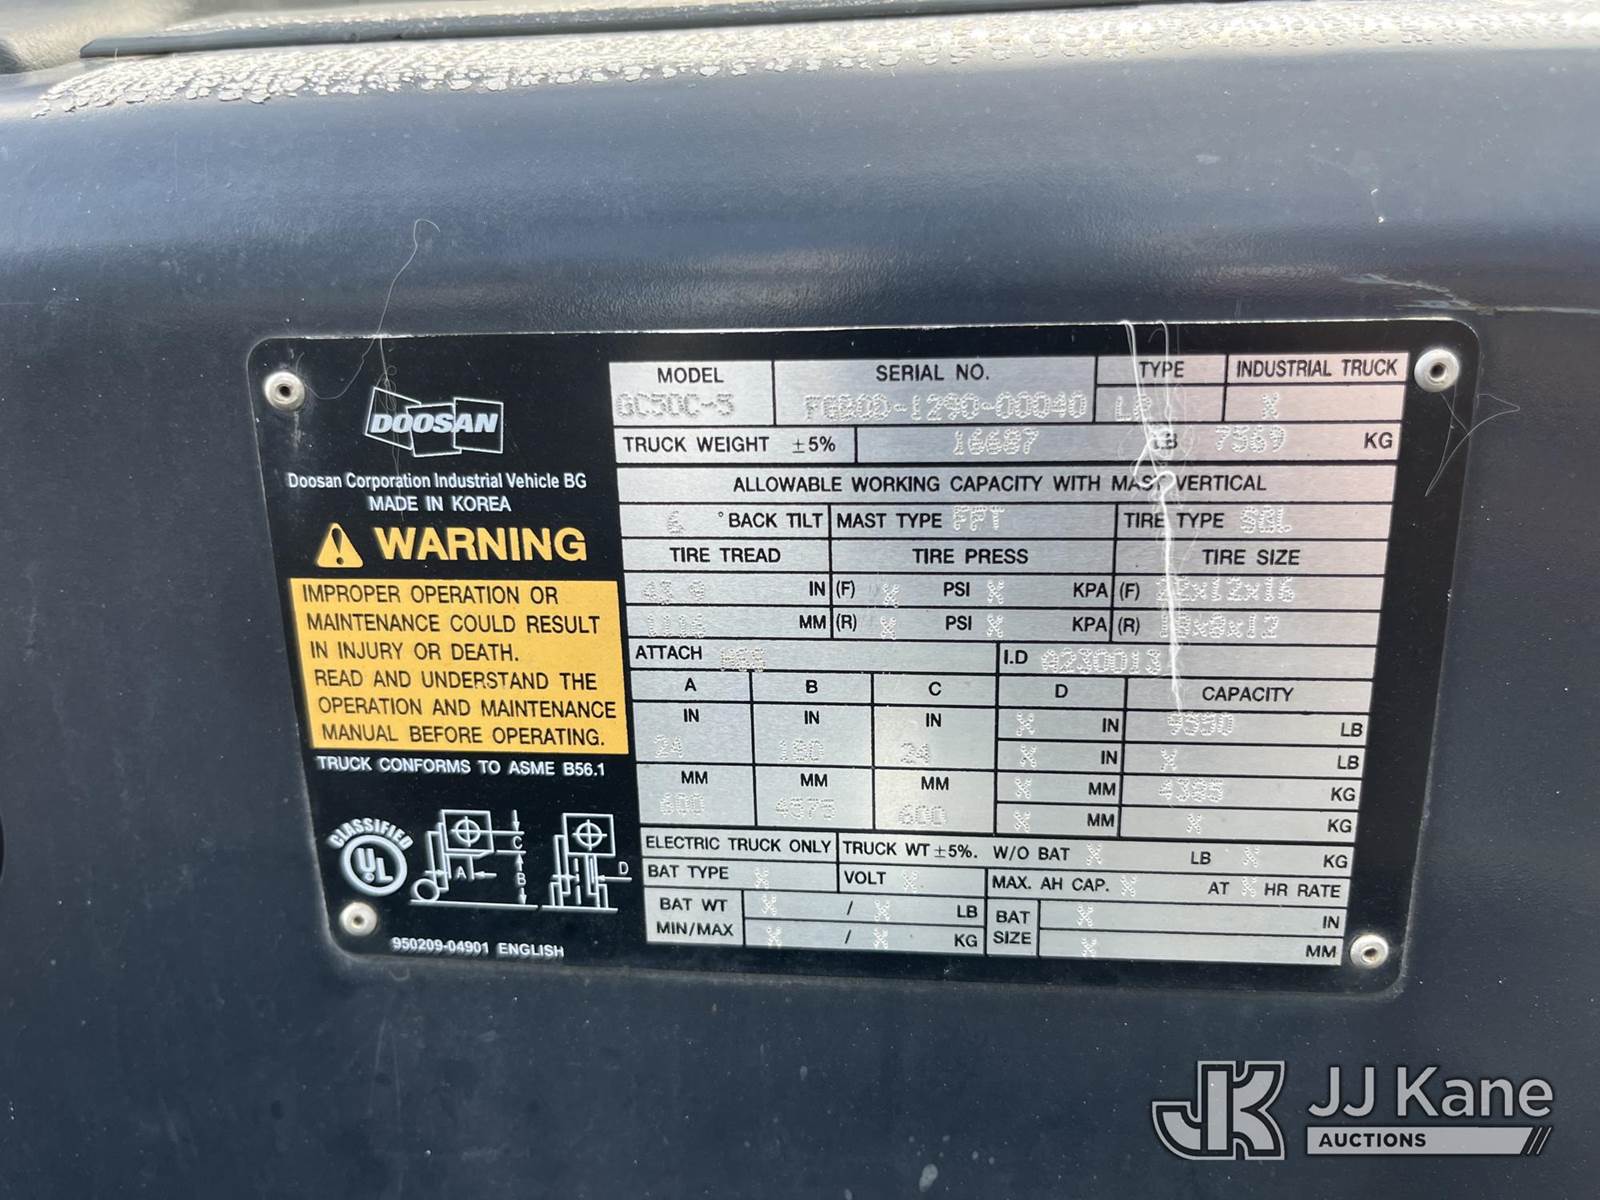 DOOSAN
Doosan Corporation Industrial Vehicle BG
MADE IN KOREA
WARNING
IMPROPER OPERATION OR
MAINTENANCE COULD RESULT
IN INJURY OR DEATH.
READ AND UNDERSTAND THE
OPERATION AND MAINTENANCE
MANUAL BEFORE OPERATING.
TRUCK CONFORMS TO ASME B56.1
CLASSIFIED
UL
A B C D
950209-04901 ENGLISH
MODEL SERIAL NO. TYPE INDUSTRIAL TRUCK
GC50C-5 X
TRUCK WEIGHT ±5% 16687 LB 7569 KG
ALLOWABLE WORKING CAPACITY WITH MAST VERTICAL
6 °BACK TILT MAST TYPE FFT TIRE TYPE
TIRE TREAD TIRE PRESS TIRE SIZE
43.9 IN (F) X PSI X KPA (F)
MM (R) X PSI X KPA (R)
ATTACH I.D A230013
A B C D CAPACITY
IN IN IN X IN LB
24 24 X IN X LB
MM MM MM X MM 4385 KG
600 4575 600 X MM X KG
ELECTRIC TRUCK ONLY TRUCK WT ±5%. W/O BAT X LB X KG
BAT TYPE X VOLT X MAX. AH CAP. X AT X HR RATE
BAT WT X / X LB BAT X IN
MIN/MAX X / X KG SIZE X MM
JK JJ Kane
AUCTIONS